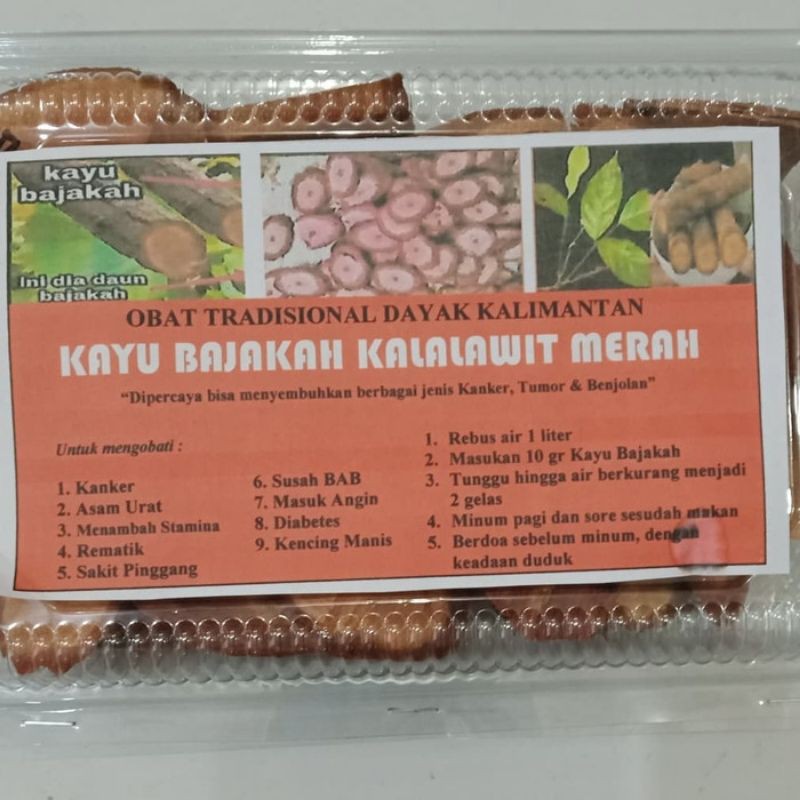 kayu
bajakah
Ini dia daun
bajakah
OBAT TRADISIONAL DAYAK KALIMANTAN
KAYU BAJAKAH KALALAWIT MERAH
“Dipercaya bisa menyembuhkan berbagai jenis Kanker, Tumor & Benjolan”
Untuk mengobati :
1. Kanker
2. Asam Urat
3. Menambah Stamina
4. Rematik
5. Sakit Pinggang
6. Susah BAB
7. Masuk Angin
8. Diabetes
9. Kencing Manis
1. Rebus air 1 liter
2. Masukan 10 gr Kayu Bajakah
3. Tunggu hingga air berkurang menjadi
2 gelas
4. Minum pagi dan sore sesudah makan
5. Berdoa sebelum minum, dengan
keadaan duduk